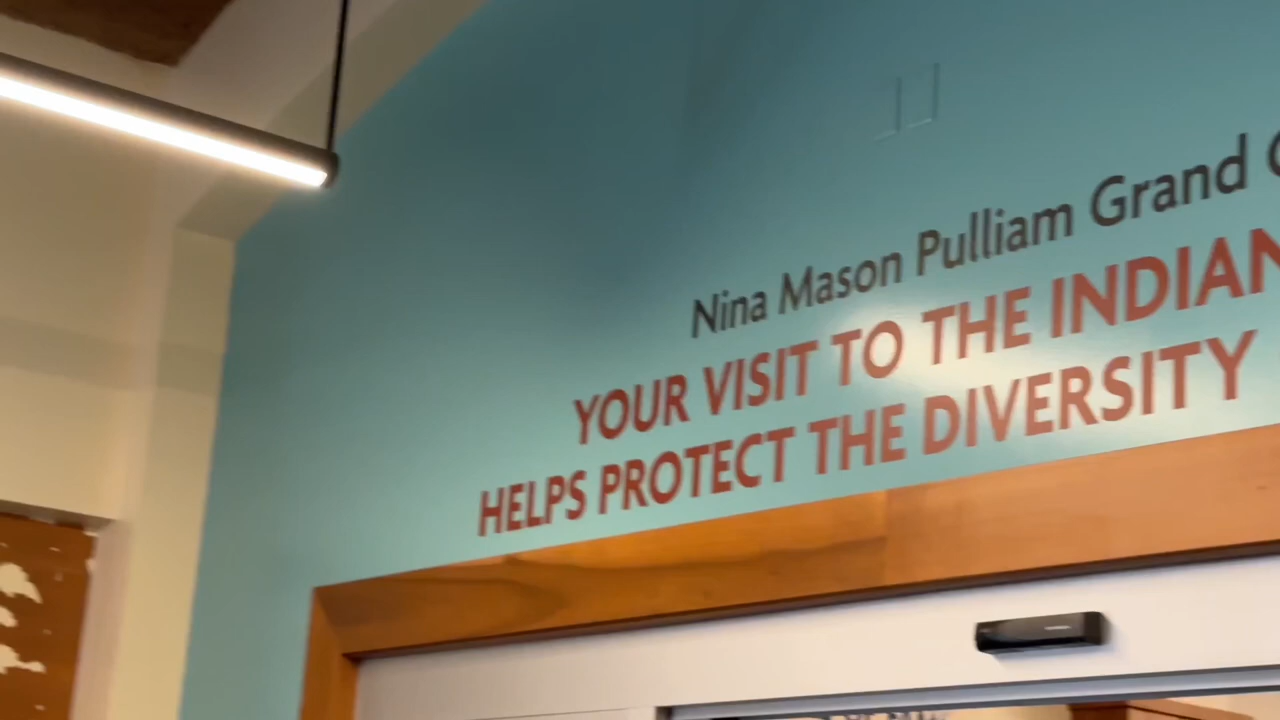 Nina Mason Pulliam Grand
YOUR VISIT TO THE INDIAN
HELPS PROTECT THE DIVERSITY